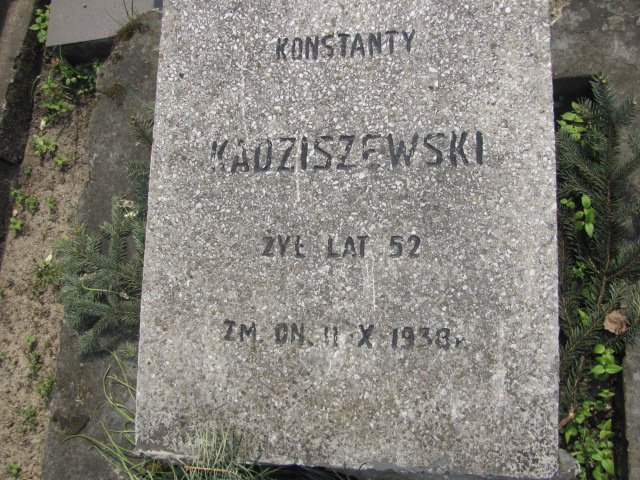 KONSTANTY
KADZISZEWSKI
ŻYŁ LAT 52
ZM. DN. 11 X 1938 r.